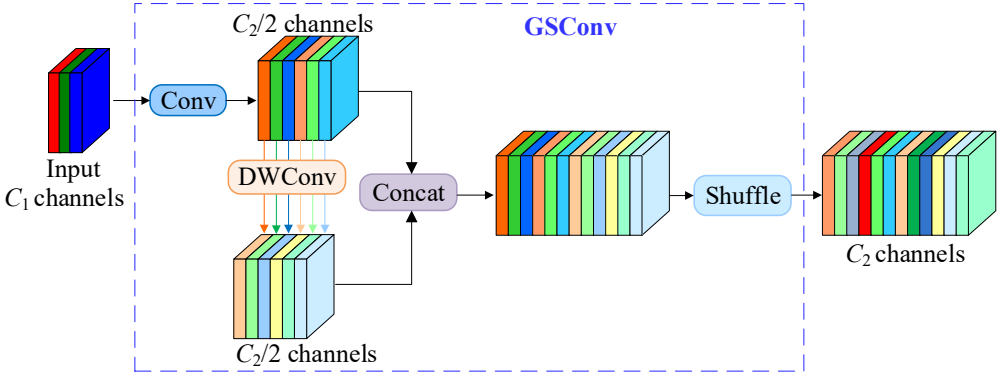 C₂/2 channels
GSConv
Conv
Input
C₁ channels
DWConv
Concat
Shuffle
C₂ channels
C₂/2 channels